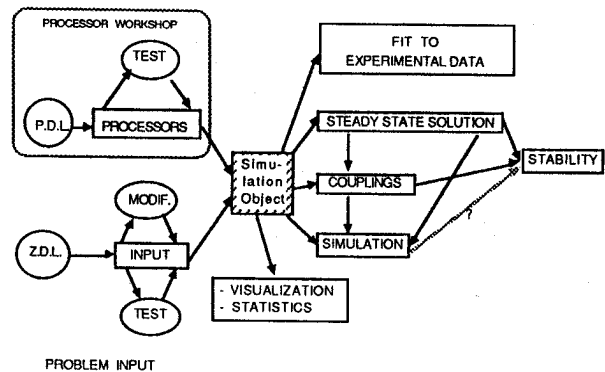 PROCESSOR WORKSHOP
TEST
P.D.L.
PROCESSORS
FIT TO
EXPERIMENTAL DATA
STEADY STATE SOLUTION
STABILITY
Simu-
lation
Object
COUPLINGS
MODIF.
?
Z.D.L.
INPUT
SIMULATION
TEST
- VISUALIZATION
- STATISTICS
PROBLEM INPUT